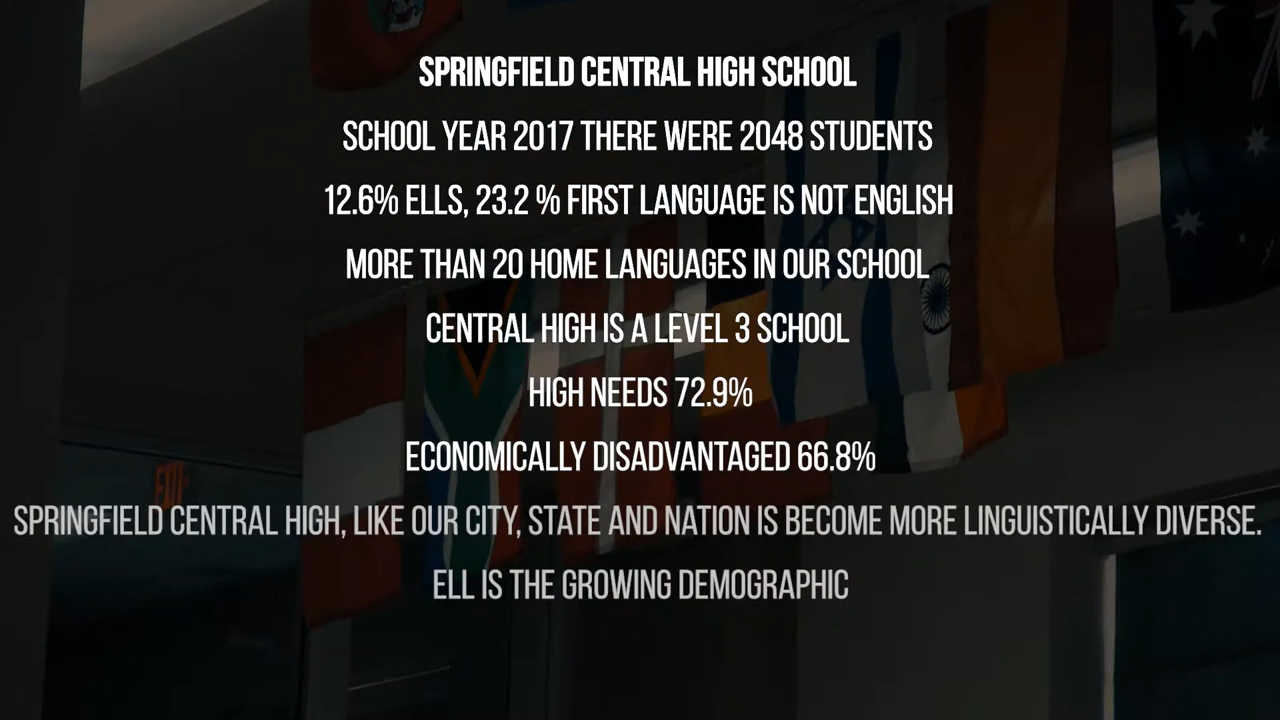 SPRINGFIELD CENTRAL HIGH SCHOOL
SCHOOL YEAR 2017 THERE WERE 2048 STUDENTS
12.6% ELLS, 23.2 % FIRST LANGUAGE IS NOT ENGLISH
MORE THAN 20 HOME LANGUAGES IN OUR SCHOOL
CENTRAL HIGH IS A LEVEL 3 SCHOOL
HIGH NEEDS 72.9%
ECONOMICALLY DISADVANTAGED 66.8%
EXIT
SPRINGFIELD CENTRAL HIGH, LIKE OUR CITY, STATE AND NATION IS BECOME MORE LINGUISTICALLY DIVERSE.
ELL IS THE GROWING DEMOGRAPHIC